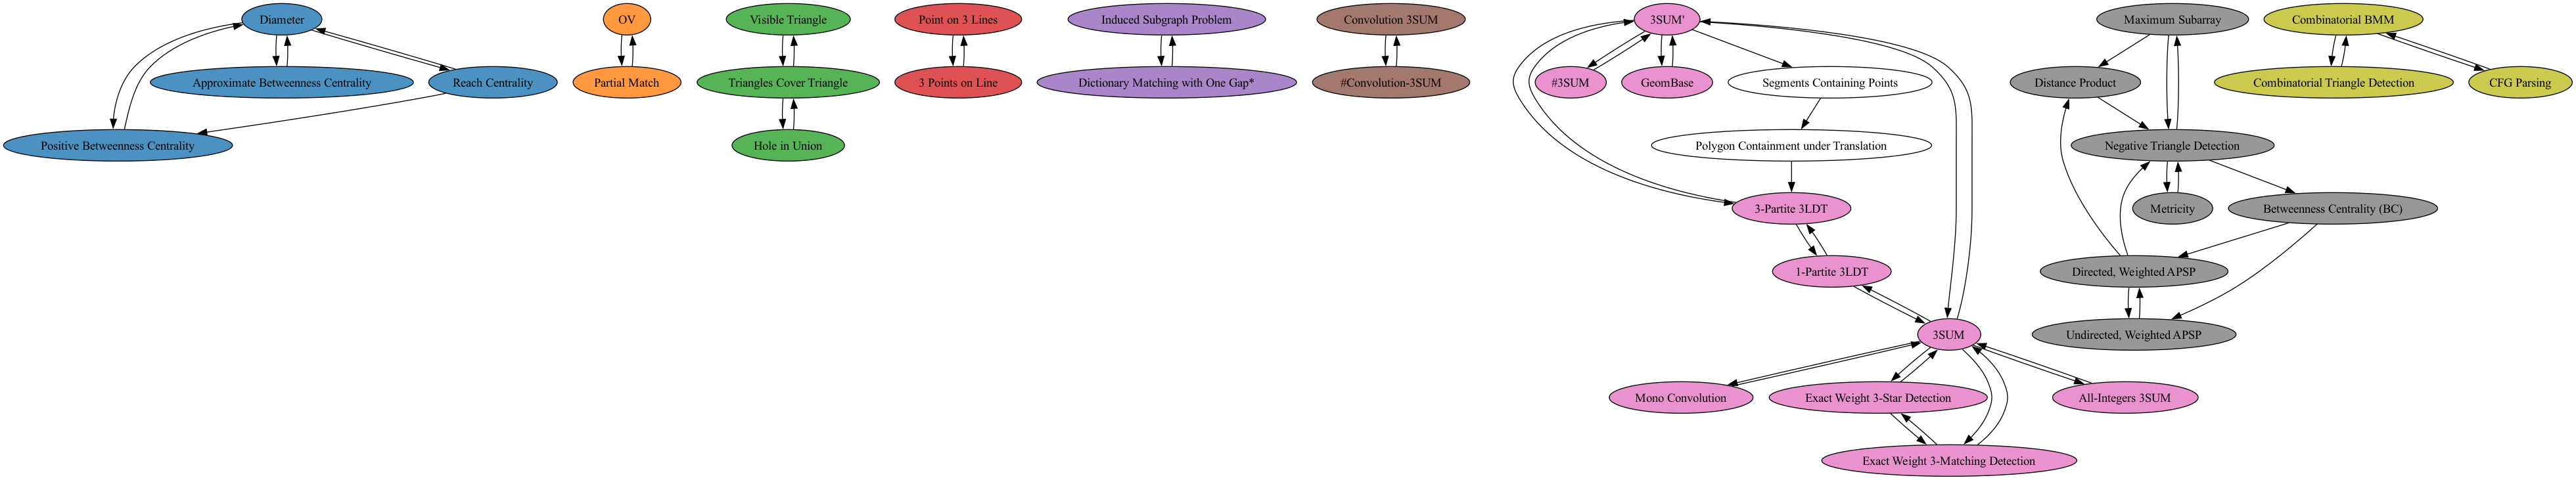 Diameter
Approximate Betweenness Centrality
Reach Centrality
Positive Betweenness Centrality
OV
Partial Match
Visible Triangle
Triangles Cover Triangle
Hole in Union
Point on 3 Lines
3 Points on Line
Induced Subgraph Problem
Dictionary Matching with One Gap*
Convolution 3SUM
#Convolution-3SUM
3SUM'
#3SUM
GeomBase
Segments Containing Points
Polygon Containment under Translation
3-Partite 3LDT
1-Partite 3LDT
3SUM
Mono Convolution
Exact Weight 3-Star Detection
All-Integers 3SUM
Exact Weight 3-Matching Detection
Maximum Subarray
Distance Product
Negative Triangle Detection
Metricity
Betweenness Centrality (BC)
Directed, Weighted APSP
Undirected, Weighted APSP
Combinatorial BMM
Combinatorial Triangle Detection
CFG Parsing